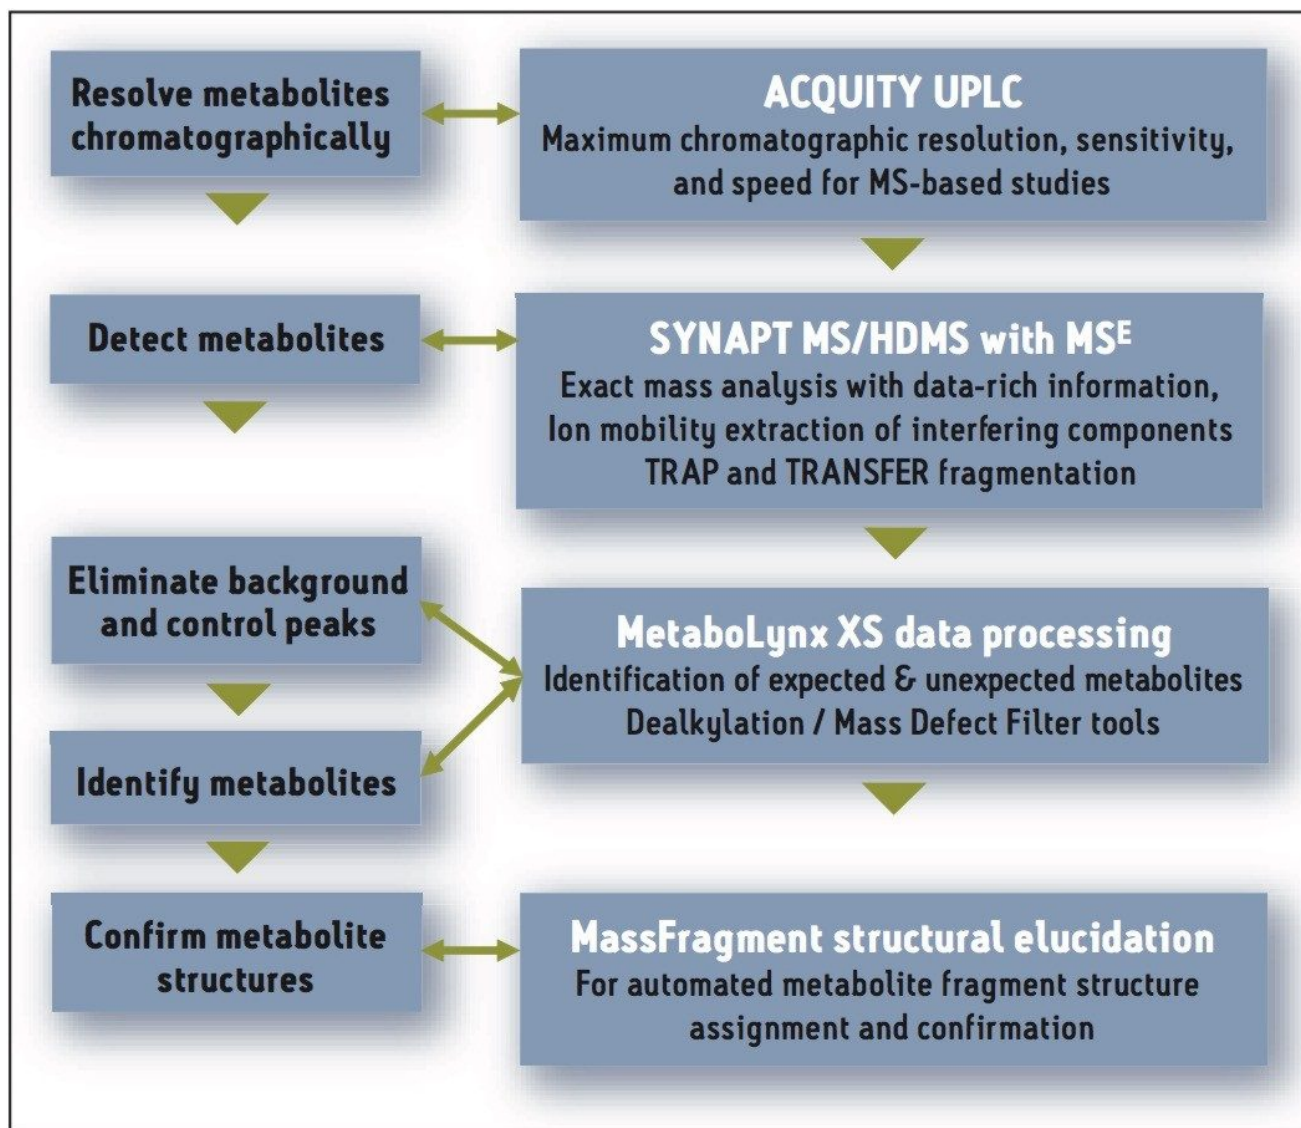 Resolve metabolites
chromatographically
ACQUITY UPLC
Maximum chromatographic resolution, sensitivity,
and speed for MS-based studies
Detect metabolites
SYNAPT MS/HDMS with MSᴱ
Exact mass analysis with data-rich information,
Ion mobility extraction of interfering components
TRAP and TRANSFER fragmentation
Eliminate background
and control peaks
Identify metabolites
MetaboLynx XS data processing
Identification of expected & unexpected metabolites
Dealkylation / Mass Defect Filter tools
Confirm metabolite
structures
MassFragment structural elucidation
For automated metabolite fragment structure
assignment and confirmation